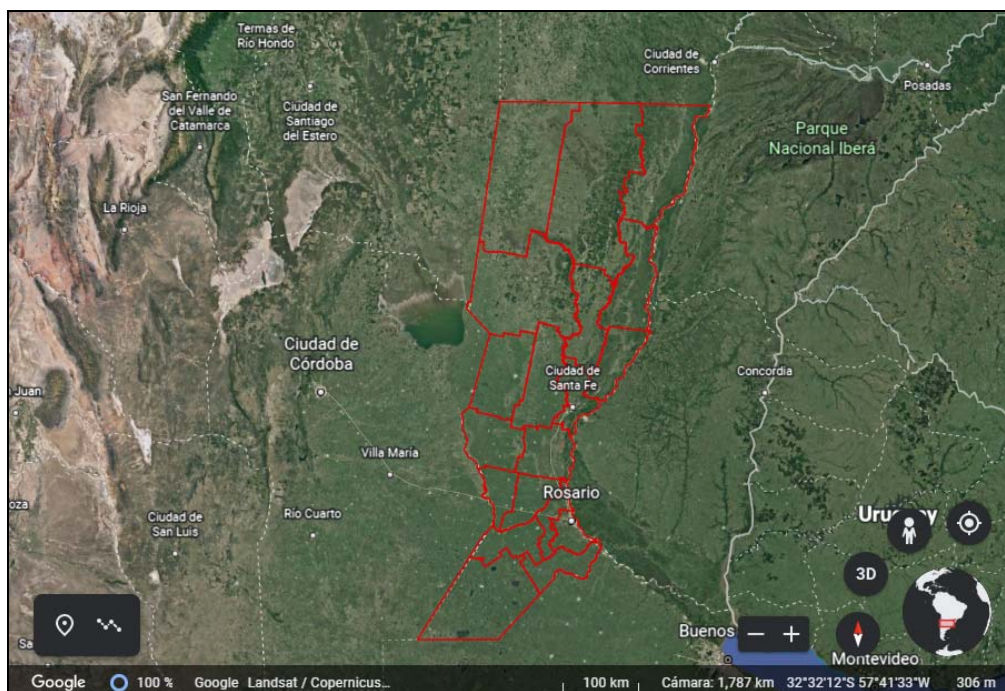 Termas de
Río Hondo
Ciudad de
Corrientes
Posadas
San Fernando
del Valle de
Catamarca
Ciudad de
Santiago
del Estero
Parque
Nacional Iberá
La Rioja
Ciudad de
Córdoba
Ciudad de
Santa Fe
Concordia
Juan
Villa María
Rosario
Ciudad de
San Luis
Río Cuarto
Uruguay
3D
Buenos
Montevideo
Google 100 % Google Landsat / Copernicus... 100 km Cámara: 1,787 km 32°32'12"S 57°41'33"W 306 m